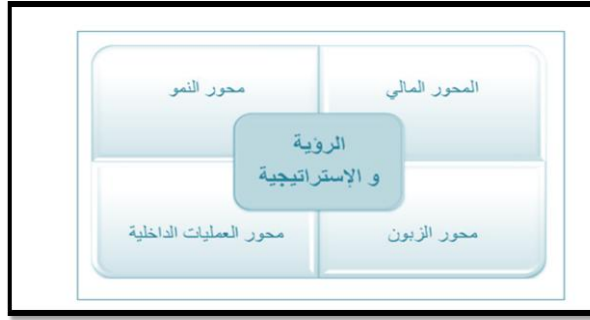 المحور المالي
محور النمو
الرؤية
و الإستراتيجية
محور الزبون
محور العمليات الداخلية